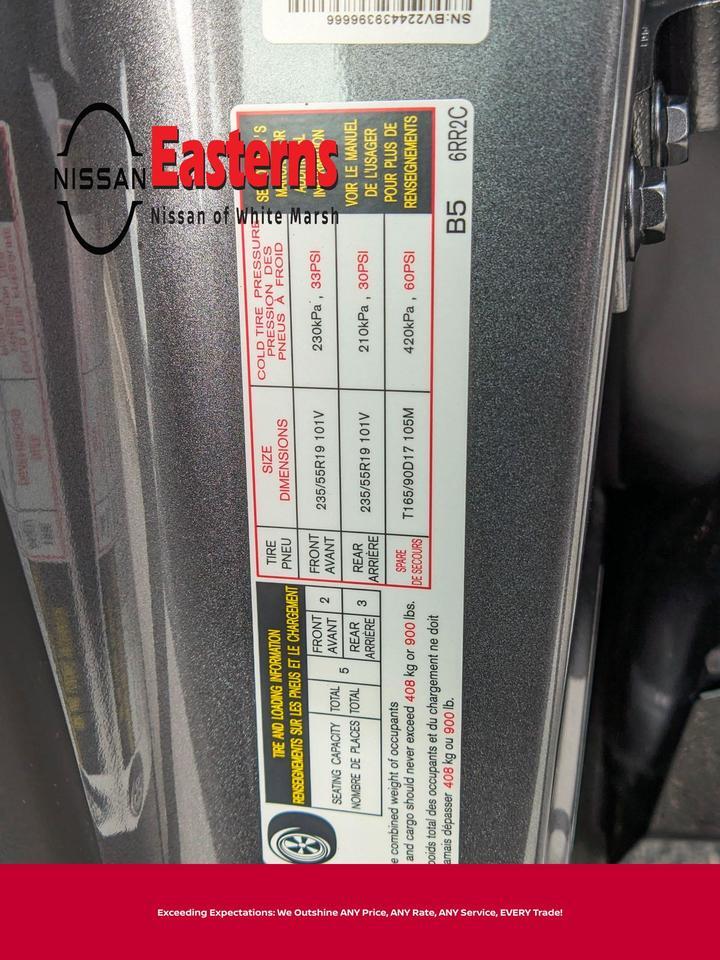 SN:BV224439396666
NISSAN
Easterns
Nissan of White Marsh
TIRE AND LOADING INFORMATION
RENSEIGNEMENTS SUR LES PNEUS ET LE CHARGEMENT
SEATING CAPACITY
NOMBRE DE PLACES
TOTAL
TOTAL
5
FRONT
AVANT
2
REAR
ARRIÈRE
3
combined weight of occupants
and cargo should never exceed 408 kg or 900 lbs.
total des occupants et du chargement ne doit
dépasser 408 kg ou 900 lb.
TIRE
PNEU
SIZE
DIMENSIONS
COLD TIRE PRESSURE
PRESSION DES
PNEUS À FROID
FRONT
AVANT
235/55R19 101V
230kPa, 33PSI
REAR
ARRIÈRE
235/55R19 101V
210kPa, 30PSI
SPARE
DE SECOURS
T165/90D17 105M
420kPa, 60PSI
VOIR LE MANUEL
DE L'USAGER
POUR PLUS DE
RENSEIGNEMENTS
B5 6RR2C
Exceeding Expectations: We Outshine ANY Price, ANY Rate, ANY Service, EVERY Trade!